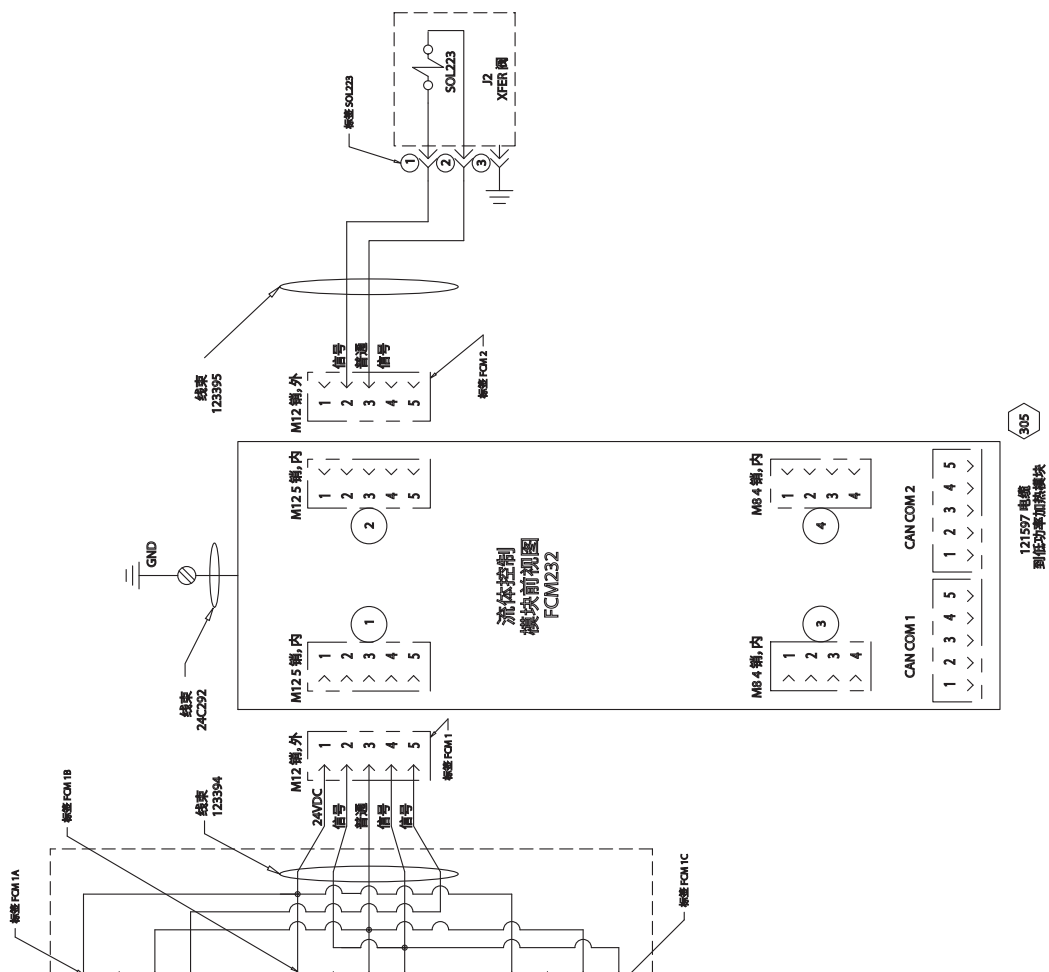 标签 SOL223
SOL223
J2
XFER 阀
1
2
3
线束
123395
信号
普通
信号
M12 销,外
1
2
3
4
5
标签 FCM 2
GND
线束
24C292
M12 5 销,内
1
2
3
4
5
2
M12 5 销,内
1
2
3
4
5
1
流体控制
模块前视图
FCM232
M8 4 销,内
1
2
3
4
4
M8 4 销,内
1
2
3
4
3
CAN COM 2
1 2 3 4 5
CAN COM 1
1 2 3 4 5
305
121597 电缆
到低功率加热模块
M12 销,外
1
2
3
4
5
标签 FCM 1
线束
123394
24VDC
信号
普通
信号
信号
标签 FCM 1B
标签 FCM 1A
标签 FCM 1C